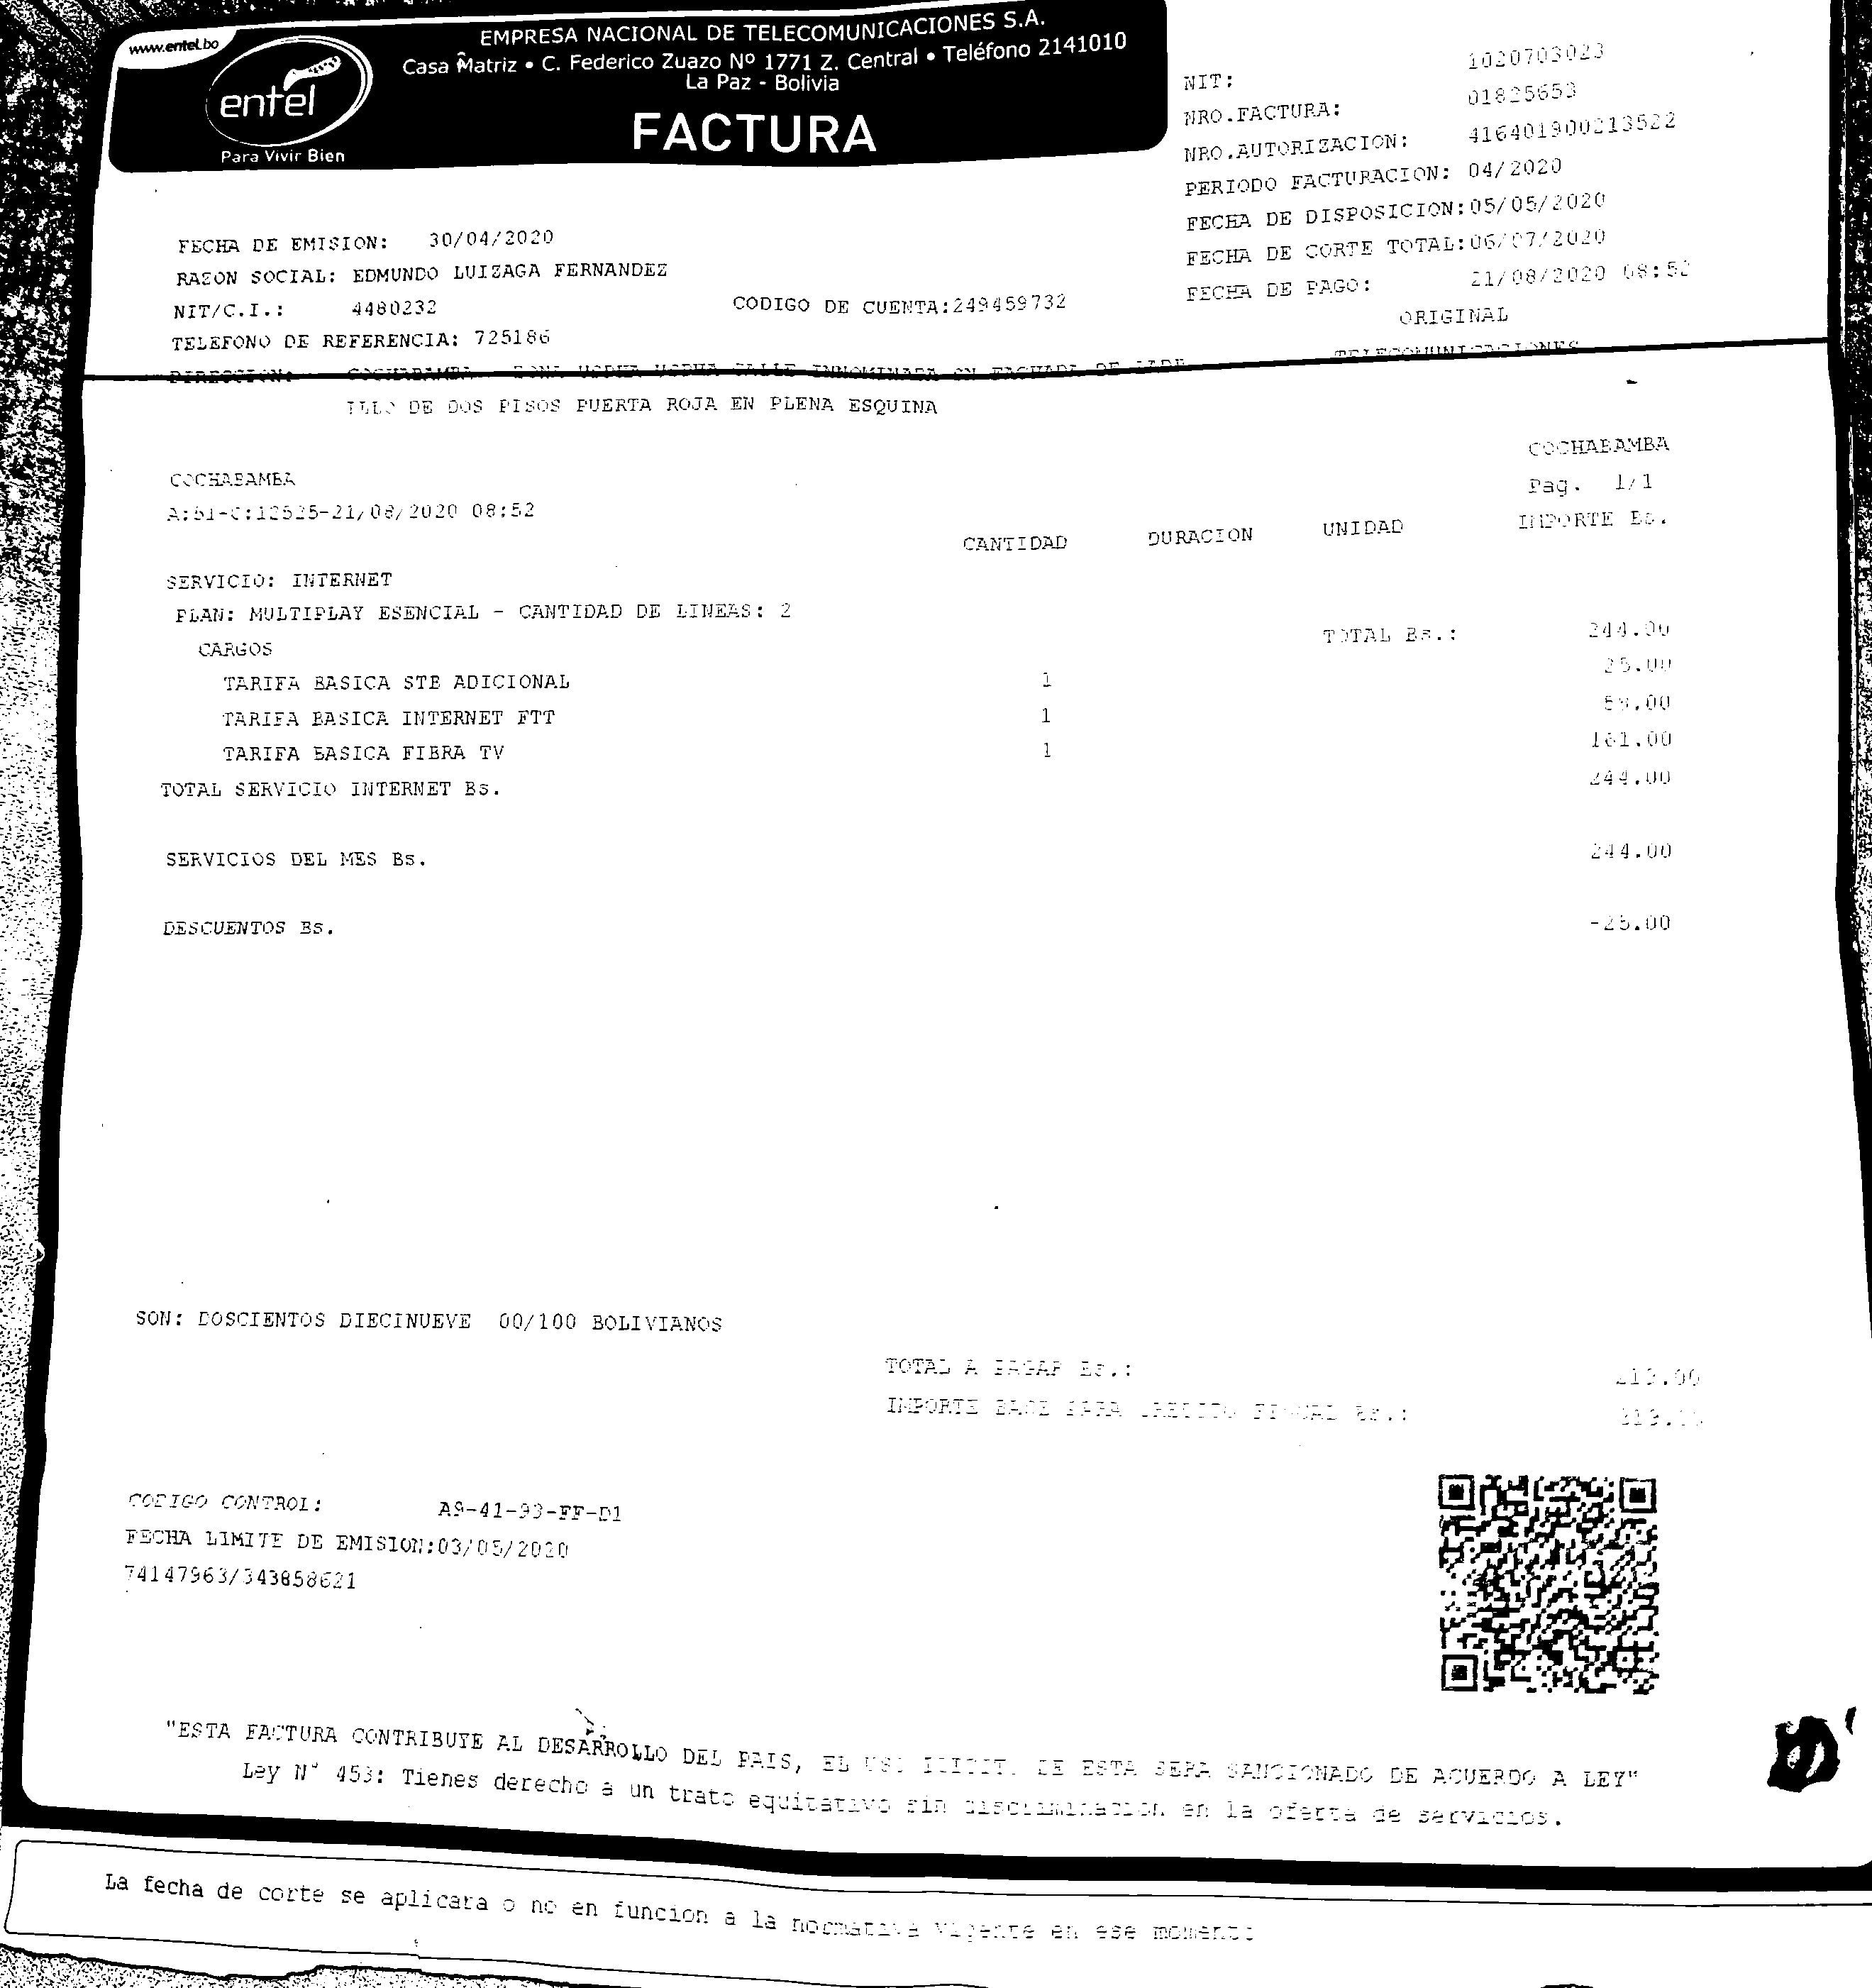 www.entel.bo
entel
Para Vivir Bien
EMPRESA NACIONAL DE TELECOMUNICACIONES S.A.
Casa Matriz • C. Federico Zuazo Nº 1771 Z. Central • Teléfono 2141010
La Paz - Bolivia
FACTURA
NIT: 1020703023
NRO.FACTURA: 01825653
NRO.AUTORIZACION: 416401900213522
PERIODO FACTURACION: 04/2020
FECHA DE DISPOSICION:05/05/2020
FECHA DE CORTE TOTAL:06/07/2020
FECHA DE PAGO: 21/08/2020 08:52
ORIGINAL
TELECOMUNICACIONES
FECHA DE EMISION: 30/04/2020
RAZON SOCIAL: EDMUNDO LUIZAGA FERNANDEZ
NIT/C.I.: 4480232 CODIGO DE CUENTA:249459732
TELEFONO DE REFERENCIA: 725186
DIRECCION: COCHABAMBA ZONA CALLE INNOMINADA FACHADA DE LADR
ILLO DE DOS PISOS PUERTA ROJA EN PLENA ESQUINA
COCHABAMBA COCHABAMBA
A:51-C:12525-21/08/2020 08:52 Pag. 1/1
CANTIDAD DURACION UNIDAD IMPORTE Bs.
SERVICIO: INTERNET
PLAN: MULTIPLAY ESENCIAL - CANTIDAD DE LINEAS: 2
CARGOS TOTAL Bs.: 244.00
TARIFA BASICA STB ADICIONAL 1 25.00
TARIFA BASICA INTERNET FTT 1 58.00
TARIFA BASICA FIBRA TV 1 161.00
TOTAL SERVICIO INTERNET Bs. 244.00
SERVICIOS DEL MES Bs. 244.00
DESCUENTOS Bs. -25.00
SON: DOSCIENTOS DIECINUEVE 00/100 BOLIVIANOS
TOTAL A PAGAR Bs.: 219.00
IMPORTE BASE PARA CREDITO FISCAL Bs.: 219.00
CODIGO CONTROL: A9-41-93-FF-D1
FECHA LIMITE DE EMISION:03/05/2020
74147963/343858621
"ESTA FACTURA CONTRIBUYE AL DESARROLLO DEL PAIS, EL USO ILICITO DE ESTA SERA SANCIONADO DE ACUERDO A LEY"
Ley N° 453: Tienes derecho a un trato equitativo sin discriminacion en la oferta de servicios.
La fecha de corte se aplicara o no en funcion a la normativa vigente en ese momento